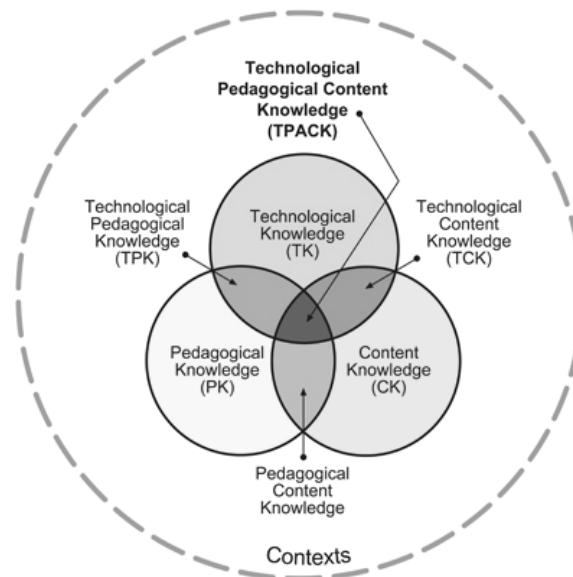 Technological
Pedagogical Content
Knowledge
(TPACK)
Technological
Pedagogical
Knowledge
(TPK)
Technological
Knowledge
(TK)
Technological
Content
Knowledge
(TCK)
Pedagogical
Knowledge
(PK)
Content
Knowledge
(CK)
Pedagogical
Content
Knowledge
Contexts